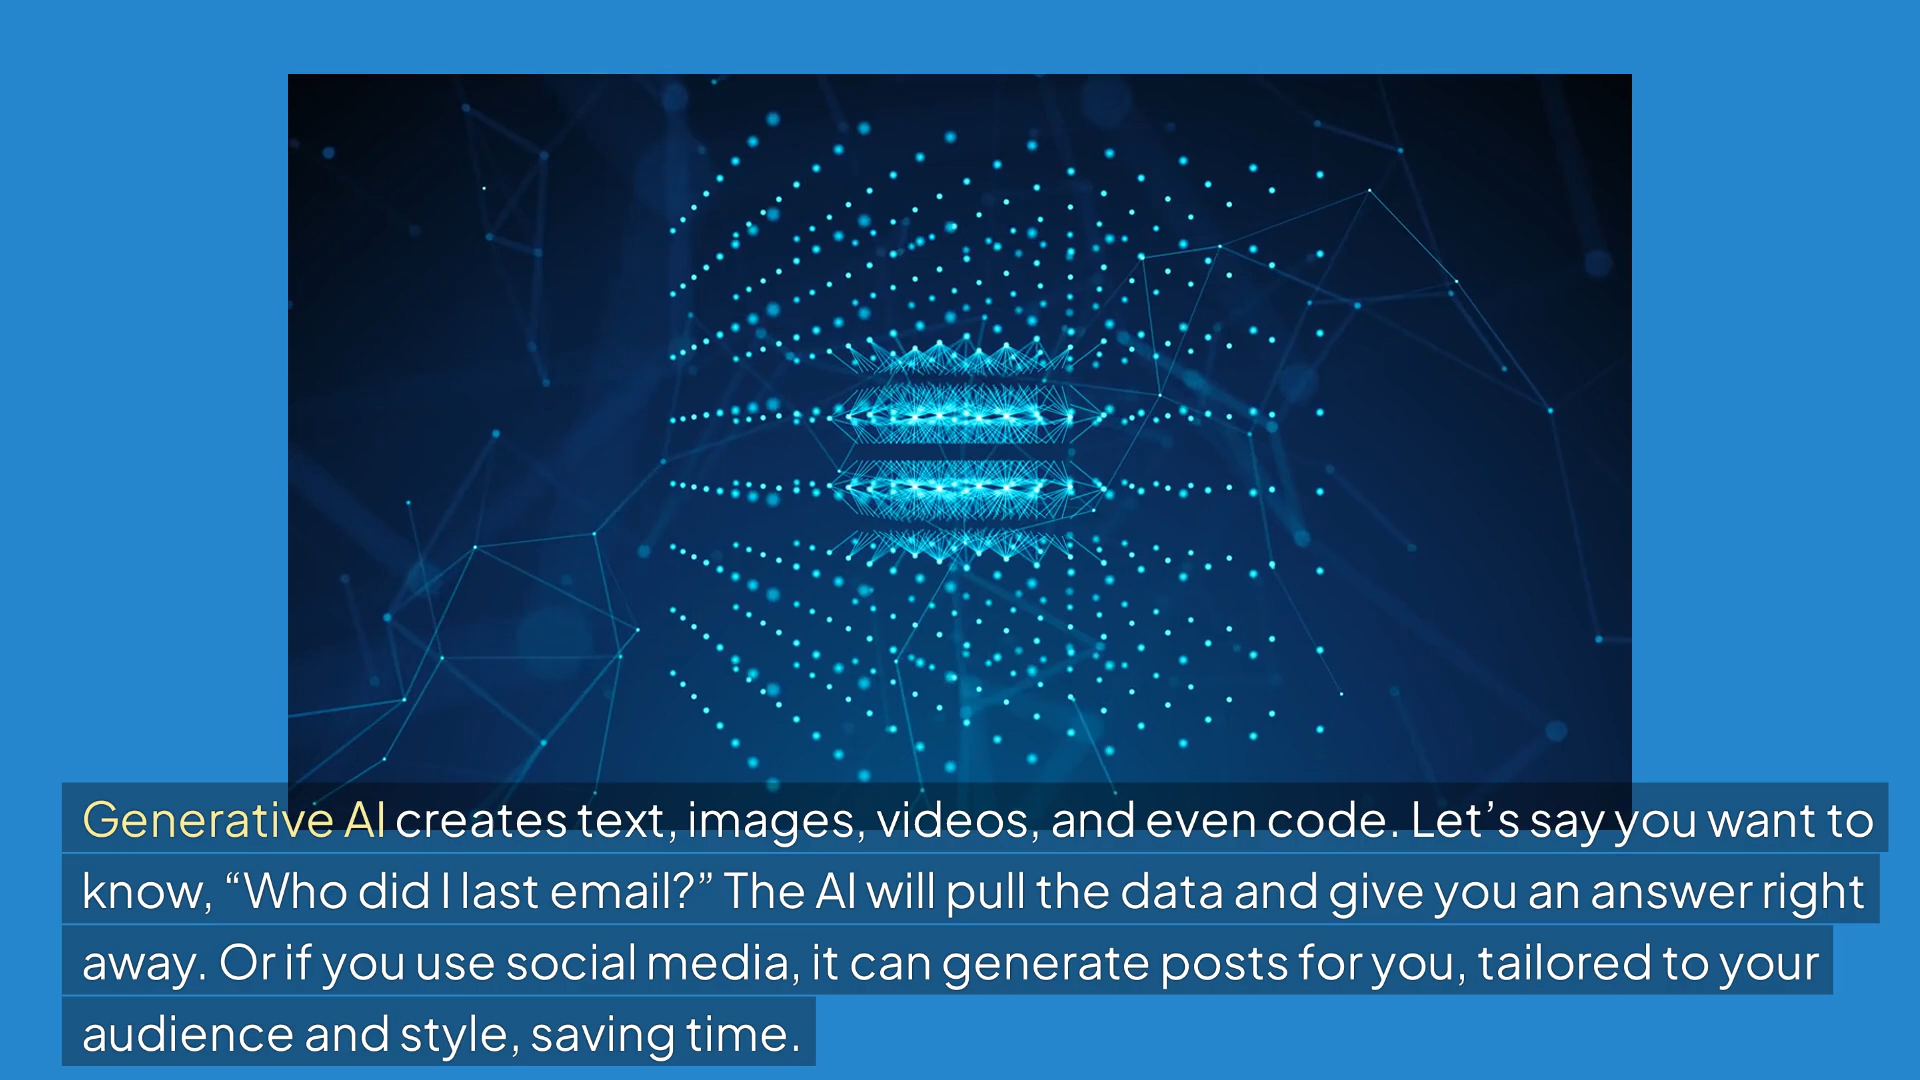 Generative AI creates text, images, videos, and even code. Let’s say you want to
know, “Who did I last email?” The AI will pull the data and give you an answer right
away. Or if you use social media, it can generate posts for you, tailored to your
audience and style, saving time.